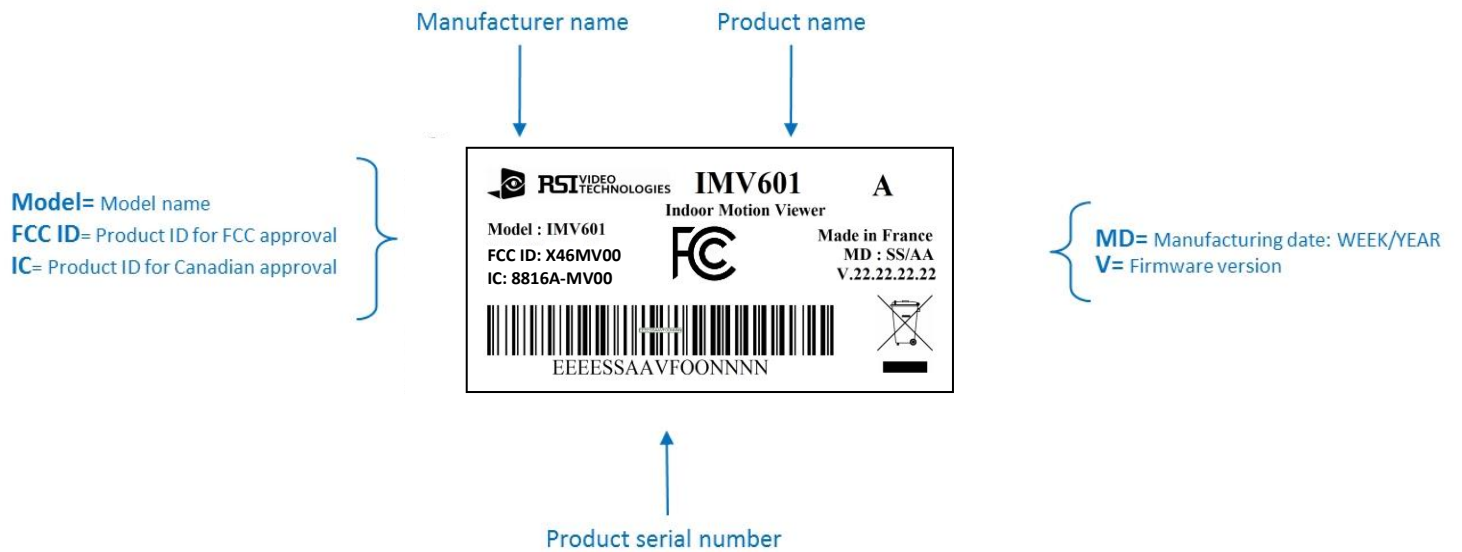 Manufacturer name
Product name
Model= Model name
FCC ID= Product ID for FCC approval
IC= Product ID for Canadian approval
RSI VIDEO TECHNOLOGIES
IMV601
A
Indoor Motion Viewer
Model : IMV601
FCC ID: X46MV00
IC: 8816A-MV00
FC
Made in France
MD : SS/AA
V.22.22.22.22
EEEESSAAVFOONNNN
MD= Manufacturing date: WEEK/YEAR
V= Firmware version
Product serial number